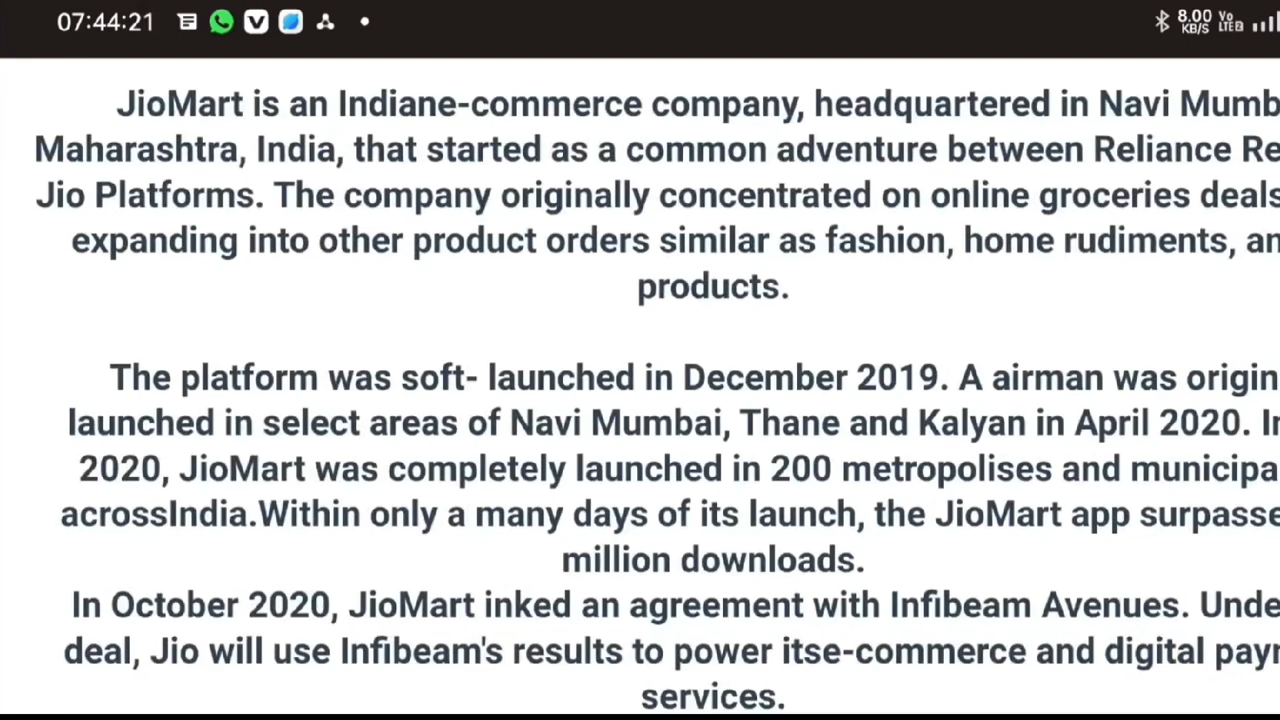 07:44:21 8.00 KB/S Vo LTE2
JioMart is an Indiane-commerce company, headquartered in Navi Mumb
Maharashtra, India, that started as a common adventure between Reliance Re
Jio Platforms. The company originally concentrated on online groceries deals
expanding into other product orders similar as fashion, home rudiments, an
products.
The platform was soft- launched in December 2019. A airman was origin
launched in select areas of Navi Mumbai, Thane and Kalyan in April 2020. In
2020, JioMart was completely launched in 200 metropolises and municipa
acrossIndia.Within only a many days of its launch, the JioMart app surpasse
million downloads.
In October 2020, JioMart inked an agreement with Infibeam Avenues. Unde
deal, Jio will use Infibeam's results to power itse-commerce and digital payn
services.